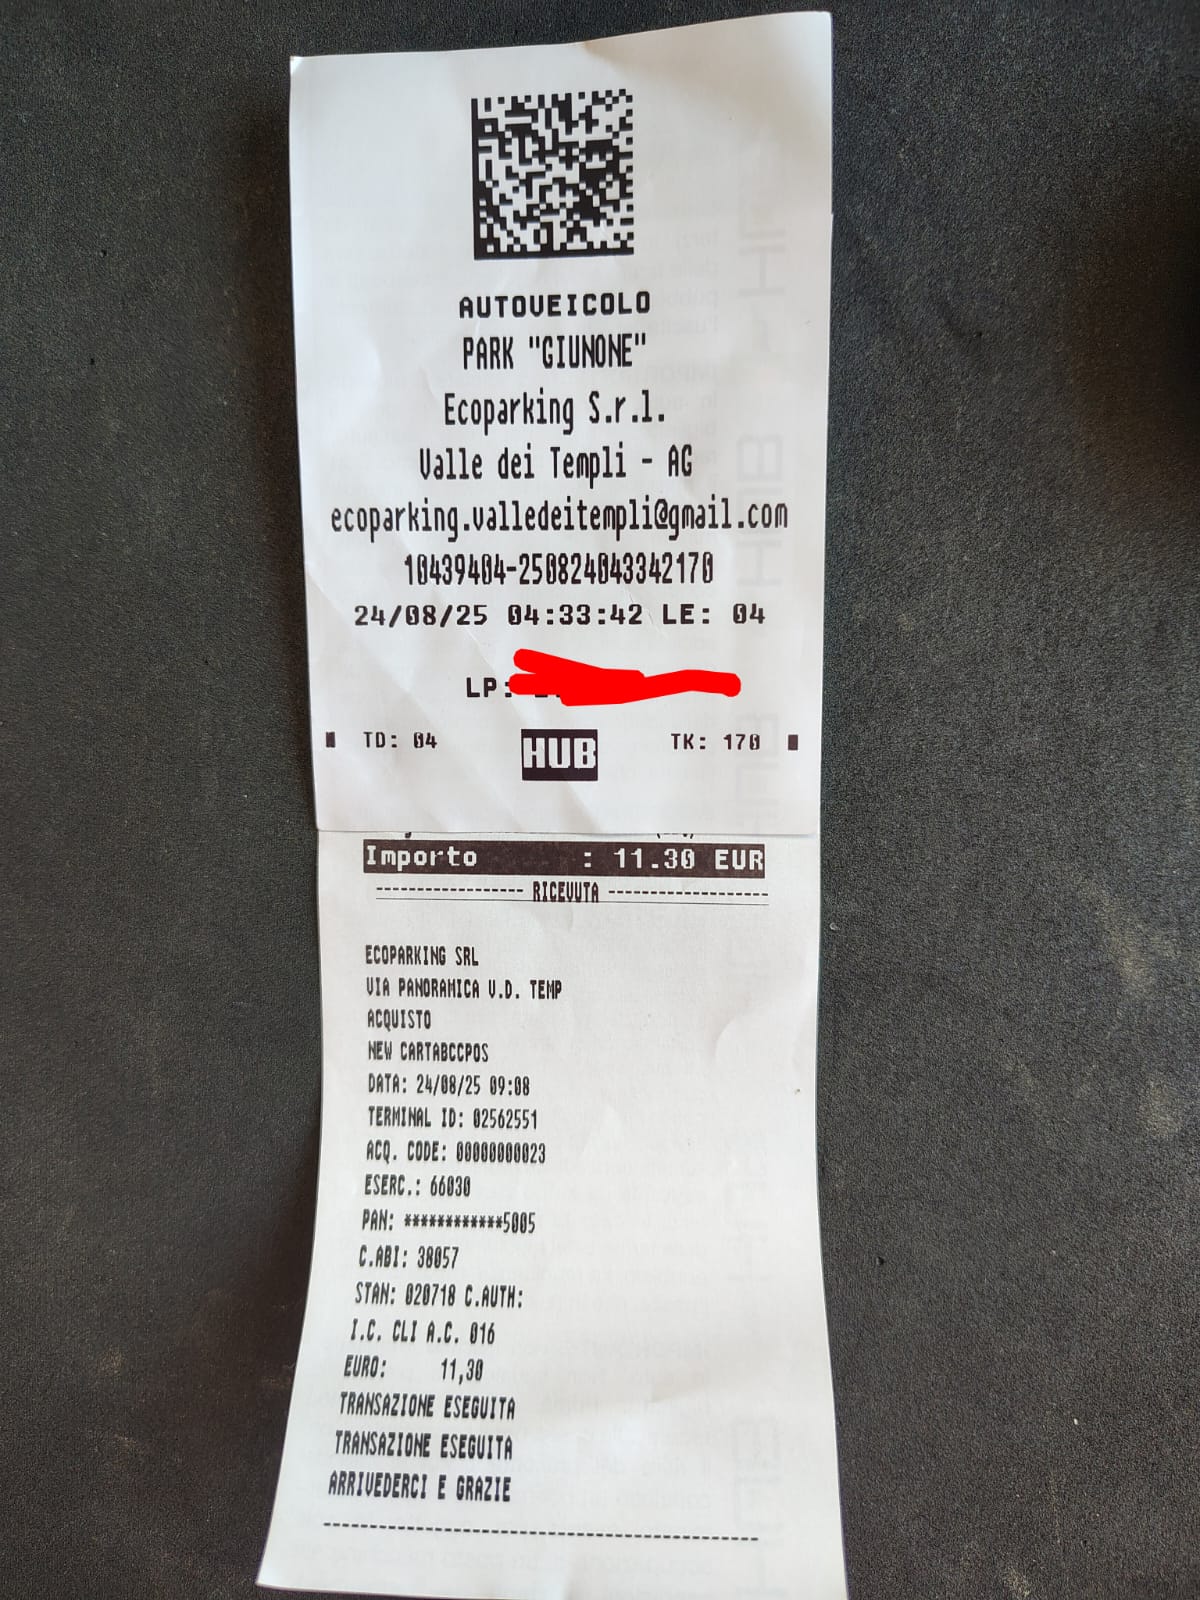 AUTOVEICOLO
PARK "GIUNONE"
Ecoparking S.r.l.
Valle dei Templi - AG
ecoparking.valledeitempli@gmail.com
10439404-250824043342170
24/08/25 04:33:42 LE: 04
LP:
TD: 04 HUB TK: 170
Importo : 11.30 EUR
-------------------- RICEVUTA --------------------
ECOPARKING SRL
VIA PANORAMICA V.D. TEMP
ACQUISTO
NEW CARTABCCPOS
DATA: 24/08/25 09:08
TERMINAL ID: 02562551
ACQ. CODE: 00000000023
ESERC.: 66030
PAN: ************5005
C.ABI: 38057
STAN: 020718 C.AUTH:
I.C. CLI A.C. 016
EURO: 11,30
TRANSAZIONE ESEGUITA
TRANSAZIONE ESEGUITA
ARRIVEDERCI E GRAZIE